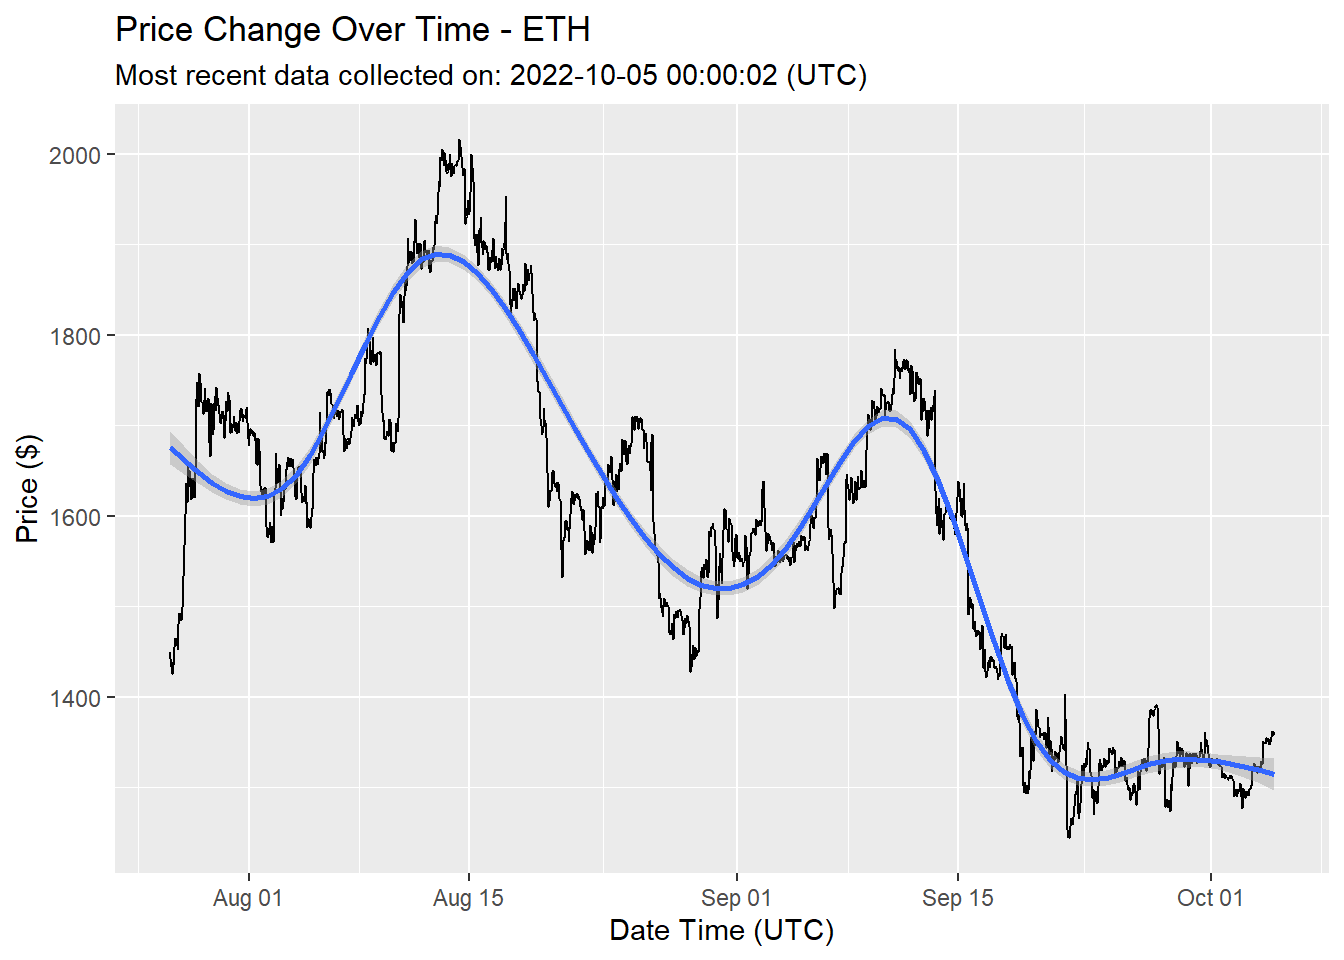 Price Change Over Time - ETH
Most recent data collected on: 2022-10-05 00:00:02 (UTC)
Price ($)
2000
1800
1600
1400
Aug 01
Aug 15
Sep 01
Sep 15
Oct 01
Date Time (UTC)